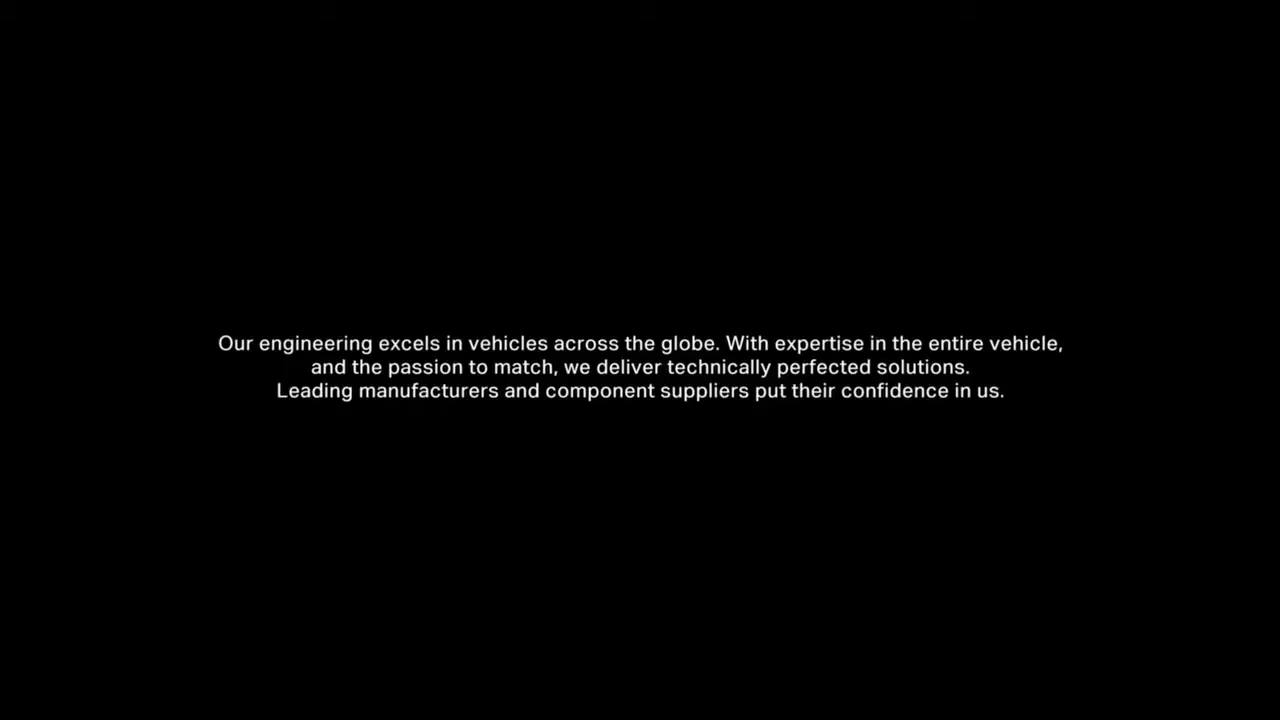 Our engineering excels in vehicles across the globe. With expertise in the entire vehicle,
and the passion to match, we deliver technically perfected solutions.
Leading manufacturers and component suppliers put their confidence in us.